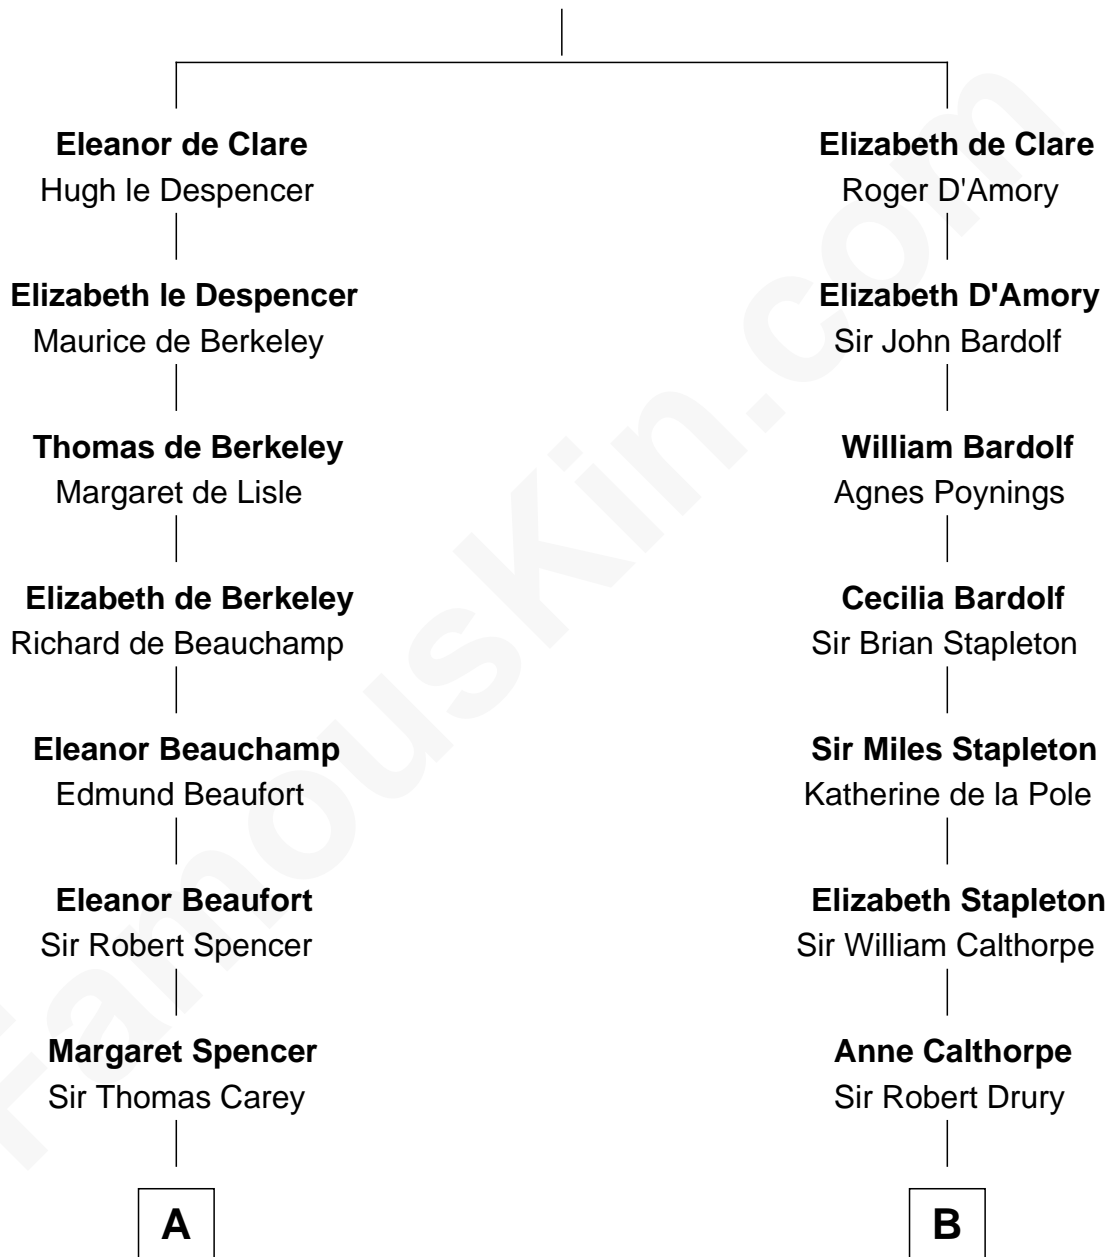 Eleanor de Clare
Hugh le Despencer
Elizabeth le Despencer
Maurice de Berkeley
Thomas de Berkeley
Margaret de Lisle
Elizabeth de Berkeley
Richard de Beauchamp
Eleanor Beauchamp
Edmund Beaufort
Eleanor Beaufort
Sir Robert Spencer
Margaret Spencer
Sir Thomas Carey
A
Elizabeth de Clare
Roger D'Amory
Elizabeth D'Amory
Sir John Bardolf
William Bardolf
Agnes Poynings
Cecilia Bardolf
Sir Brian Stapleton
Sir Miles Stapleton
Katherine de la Pole
Elizabeth Stapleton
Sir William Calthorpe
Anne Calthorpe
Sir Robert Drury
B
FamousKin.com